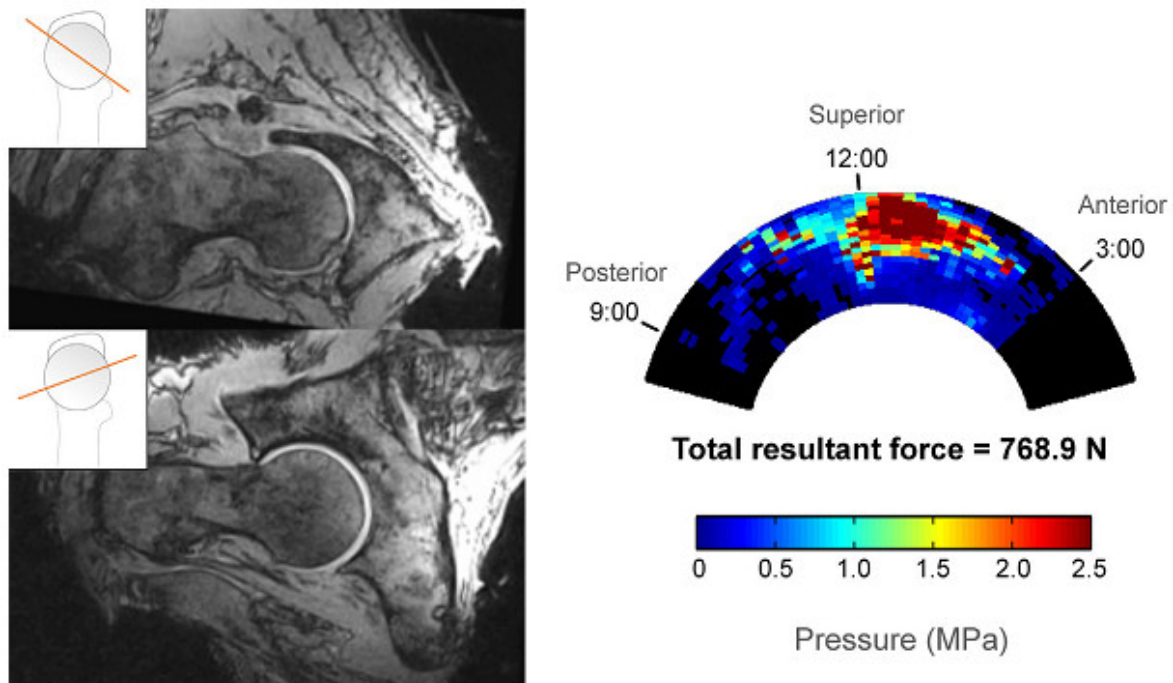 Superior
12:00
Anterior
3:00
Posterior
9:00
Total resultant force = 768.9 N
0 0.5 1.0 1.5 2.0 2.5
Pressure (MPa)